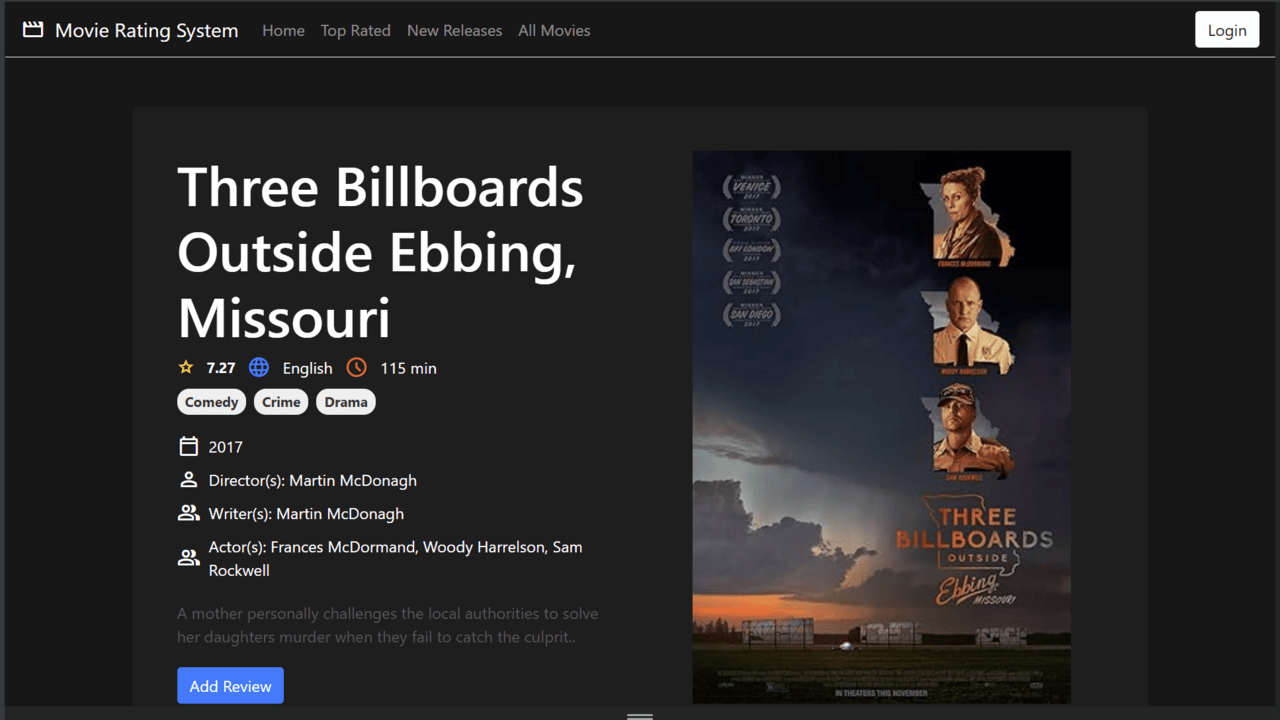 Movie Rating System Home Top Rated New Releases All Movies Login
Three Billboards
Outside Ebbing,
Missouri
7.27 English 115 min
Comedy Crime Drama
2017
Director(s): Martin McDonagh
Writer(s): Martin McDonagh
Actor(s): Frances McDormand, Woody Harrelson, Sam
Rockwell
A mother personally challenges the local authorities to solve
her daughters murder when they fail to catch the culprit..
Add Review
WINNER
VENICE
2017
WINNER
TORONTO
2017
BFI LONDON
2017
WINNER
SAN SEBASTIAN
2017
WINNER
SAN DIEGO
2017
FRANCES McDORMAND
WOODY HARRELSON
SAM ROCKWELL
THREE
BILLBOARDS
OUTSIDE
Ebbing,
MISSOURI
IN THEATERS THIS NOVEMBER